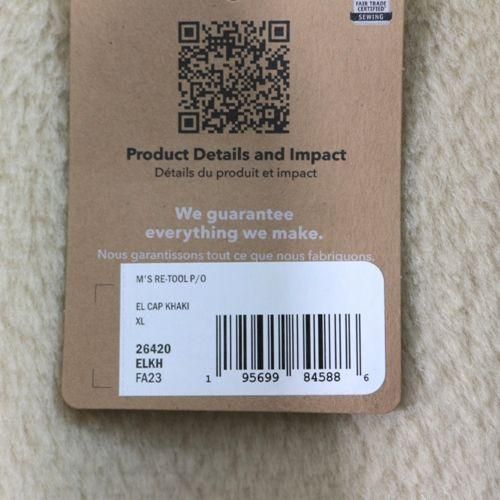 FAIR TRADE
CERTIFIED
SEWING
Product Details and Impact
Détails du produit et impact
We guarantee
everything we make.
Nous garantissons tout ce que nous fabriquons.
M'S RE-TOOL P/O
EL CAP KHAKI
XL
26420
ELKH
FA23
1 95699 84588 6